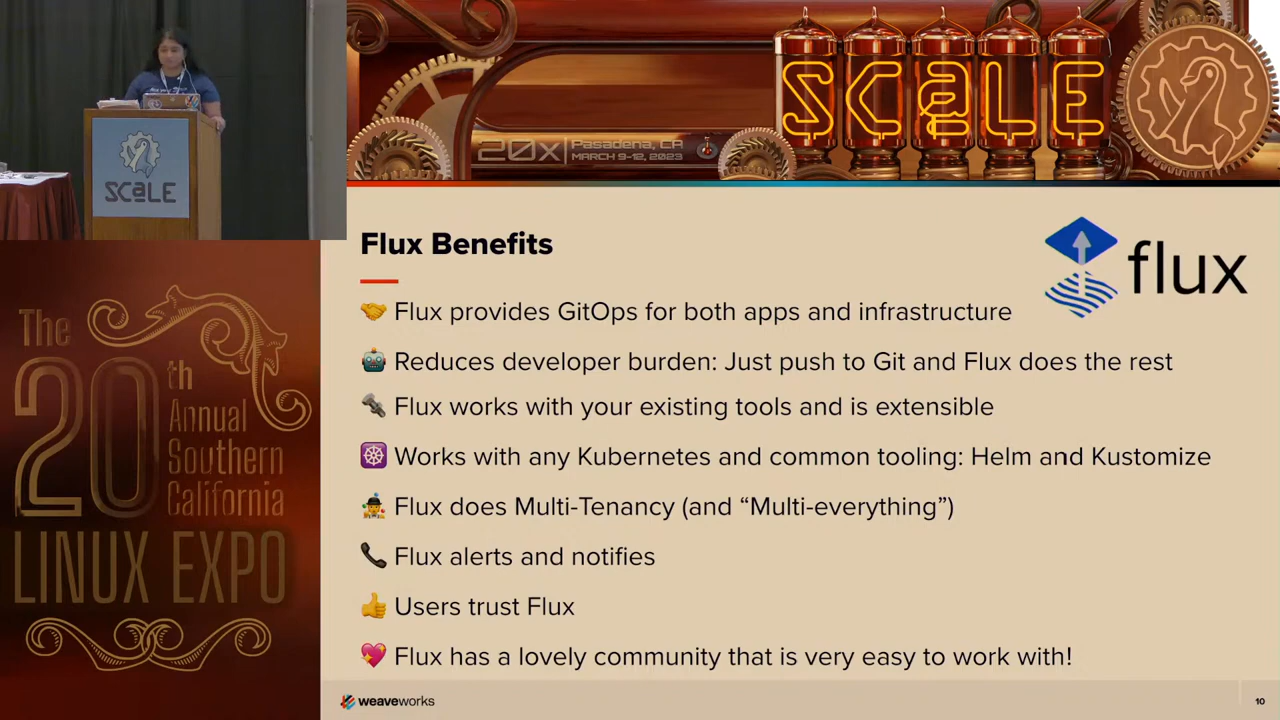 SCaLE
SCaLE
20x
Pasadena, CA
MARCH 9-12, 2023
The
20th
Annual
Southern
California
LINUX EXPO
Flux Benefits
flux
🤝 Flux provides GitOps for both apps and infrastructure
🤖 Reduces developer burden: Just push to Git and Flux does the rest
🔩 Flux works with your existing tools and is extensible
☸️ Works with any Kubernetes and common tooling: Helm and Kustomize
🤹 Flux does Multi-Tenancy (and “Multi-everything”)
📞 Flux alerts and notifies
👍 Users trust Flux
💖 Flux has a lovely community that is very easy to work with!
weaveworks
10